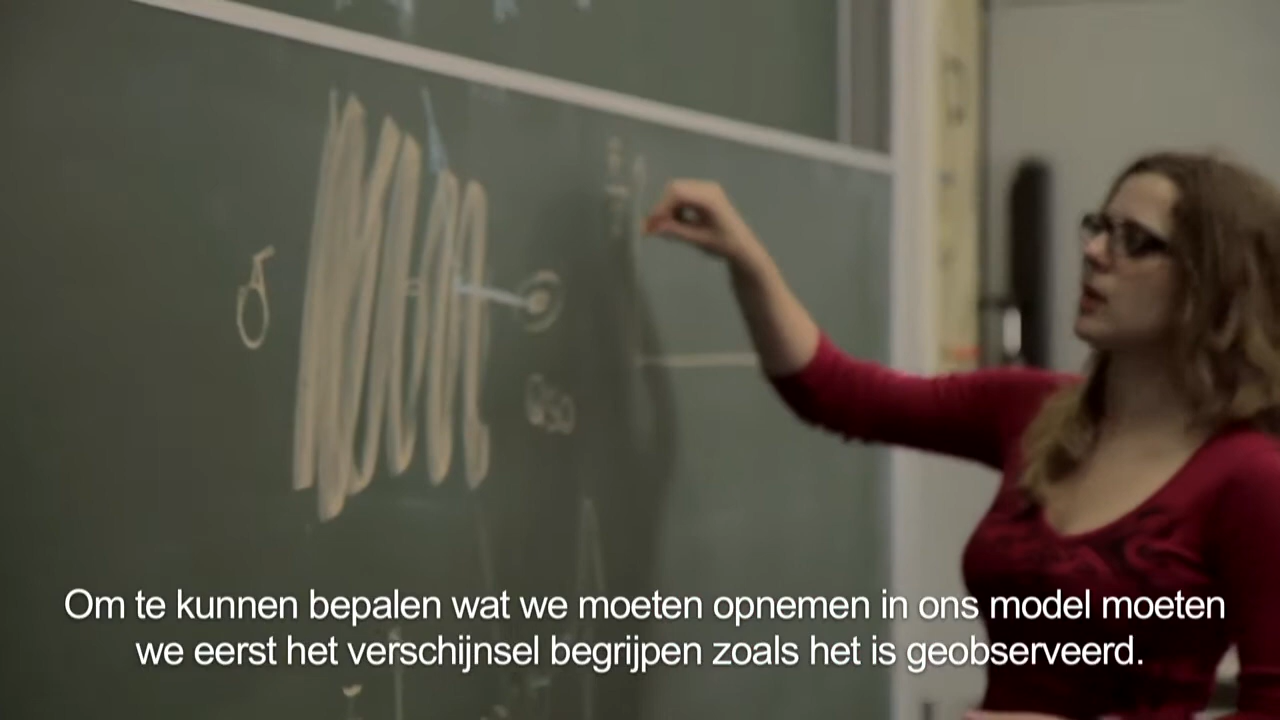 QSO
Om te kunnen bepalen wat we moeten opnemen in ons model moeten
we eerst het verschijnsel begrijpen zoals het is geobserveerd.